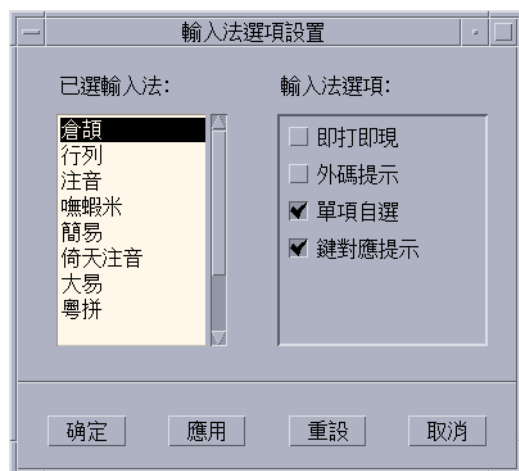 輸入法選項設置
已選輸入法:
倉頡
行列
注音
嘸蝦米
簡易
倚天注音
大易
粵拼
輸入法選項:
即打即現
外碼提示
單項自選
鍵對應提示
确定
應用
重設
取消